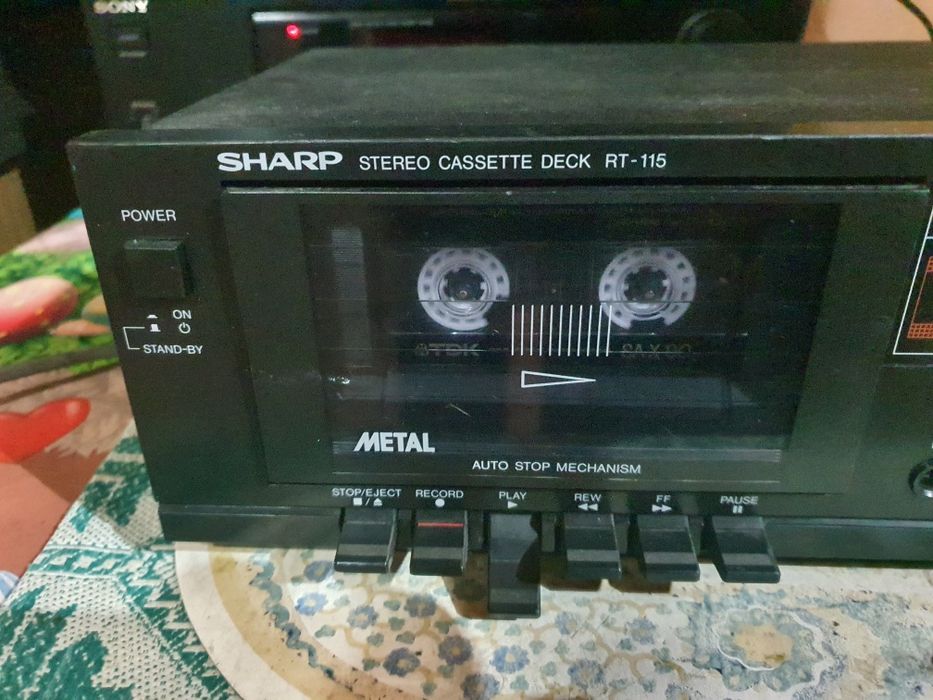 SONY
SHARP STEREO CASSETTE DECK RT-115
POWER
ON
STAND-BY
TDK SA-X 90
METAL
AUTO STOP MECHANISM
STOP/EJECT RECORD PLAY REW FF PAUSE